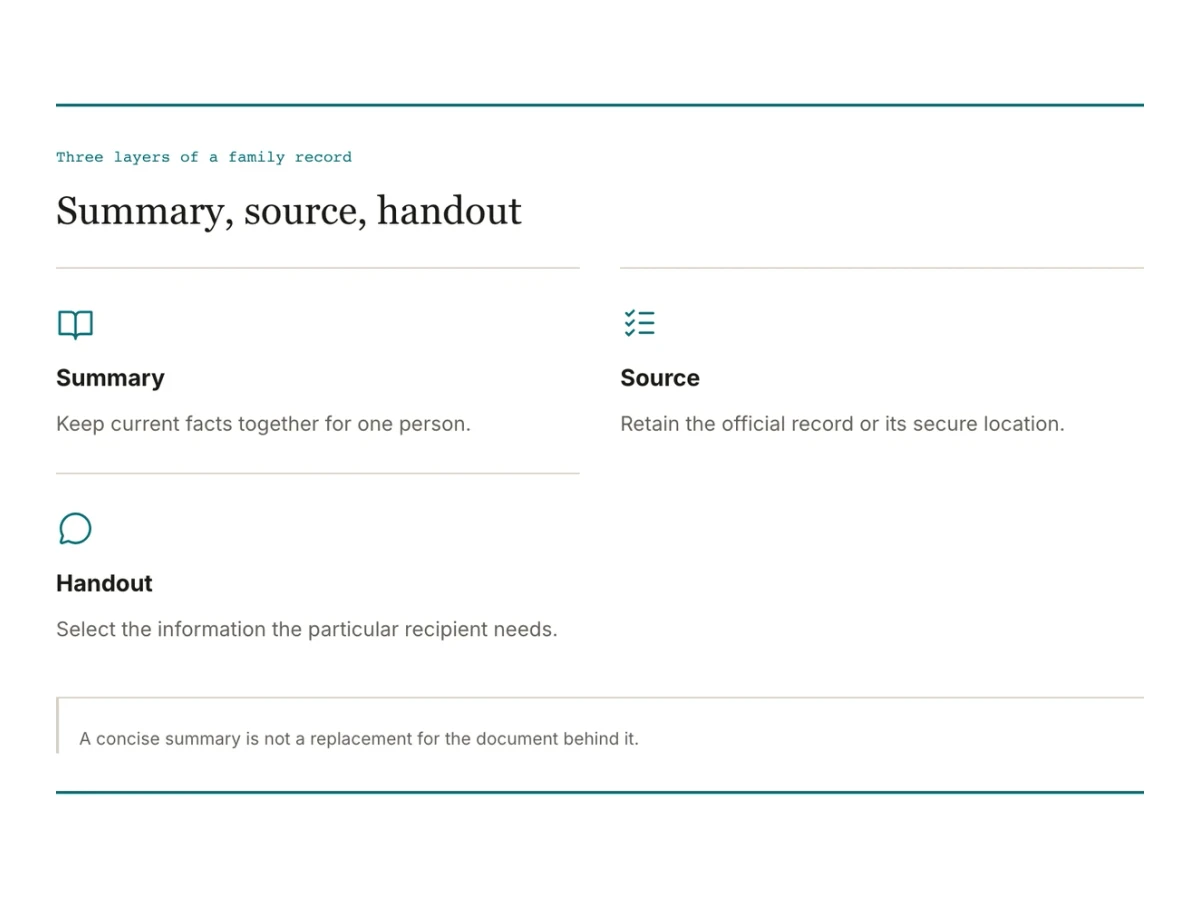 Three layers of a family record
Summary, source, handout
Summary
Keep current facts together for one person.
Source
Retain the official record or its secure location.
Handout
Select the information the particular recipient needs.
A concise summary is not a replacement for the document behind it.